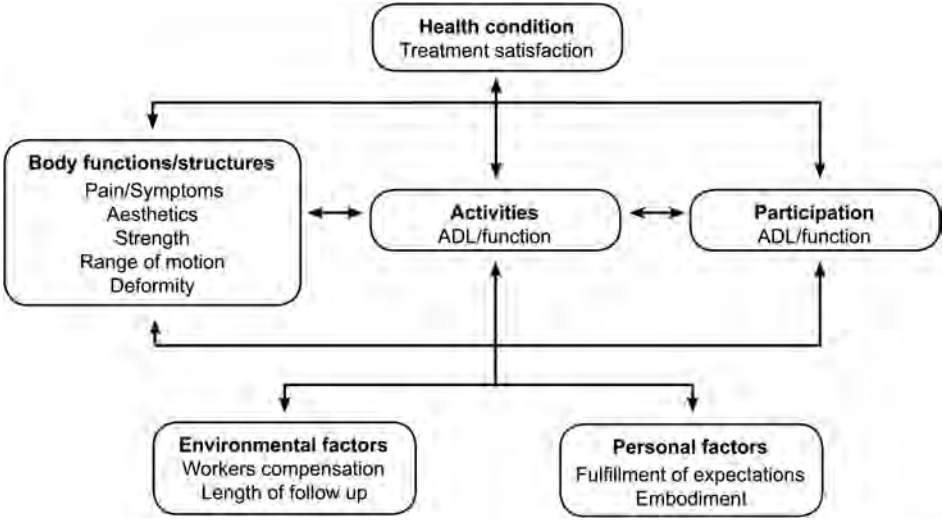 Health condition
Treatment satisfaction
Body functions/structures
Pain/Symptoms
Aesthetics
Strength
Range of motion
Deformity
Activities
ADL/function
Participation
ADL/function
Environmental factors
Workers compensation
Length of follow up
Personal factors
Fulfillment of expectations
Embodiment